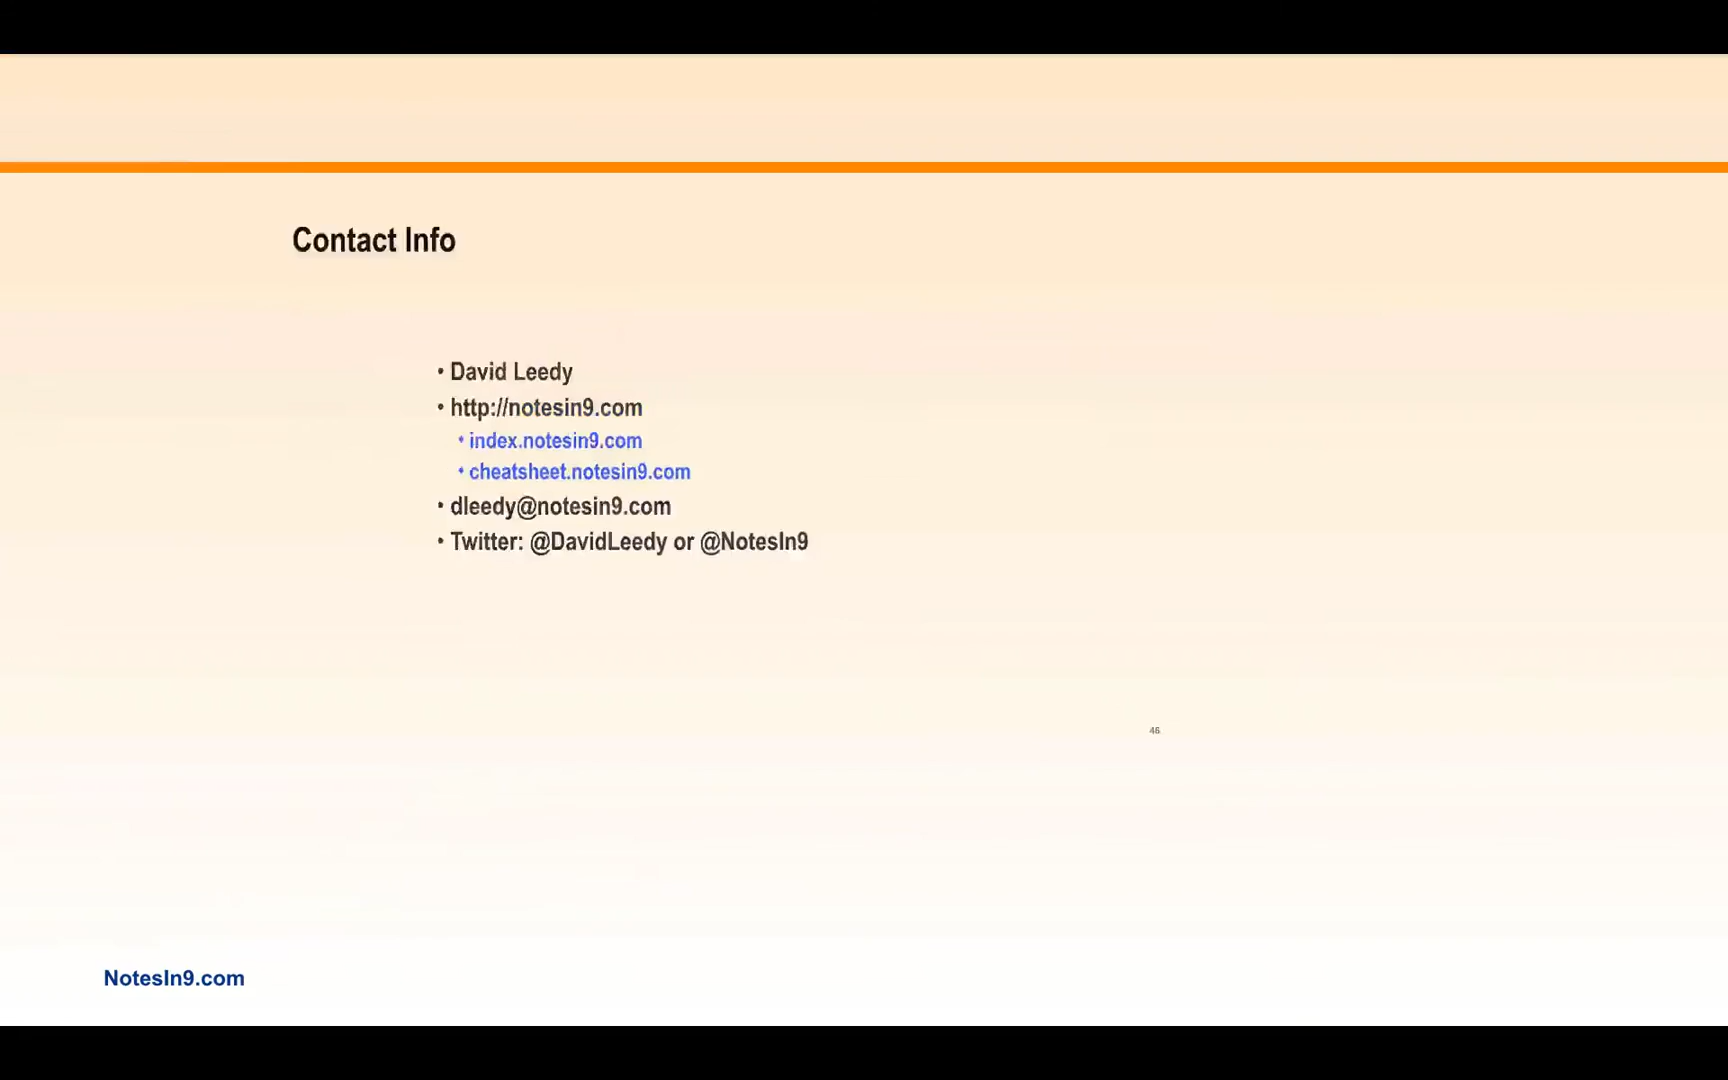 Contact Info
• David Leedy
• http://notesin9.com
• index.notesin9.com
• cheatsheet.notesin9.com
• dleedy@notesin9.com
• Twitter: @DavidLeedy or @NotesIn9
46
NotesIn9.com